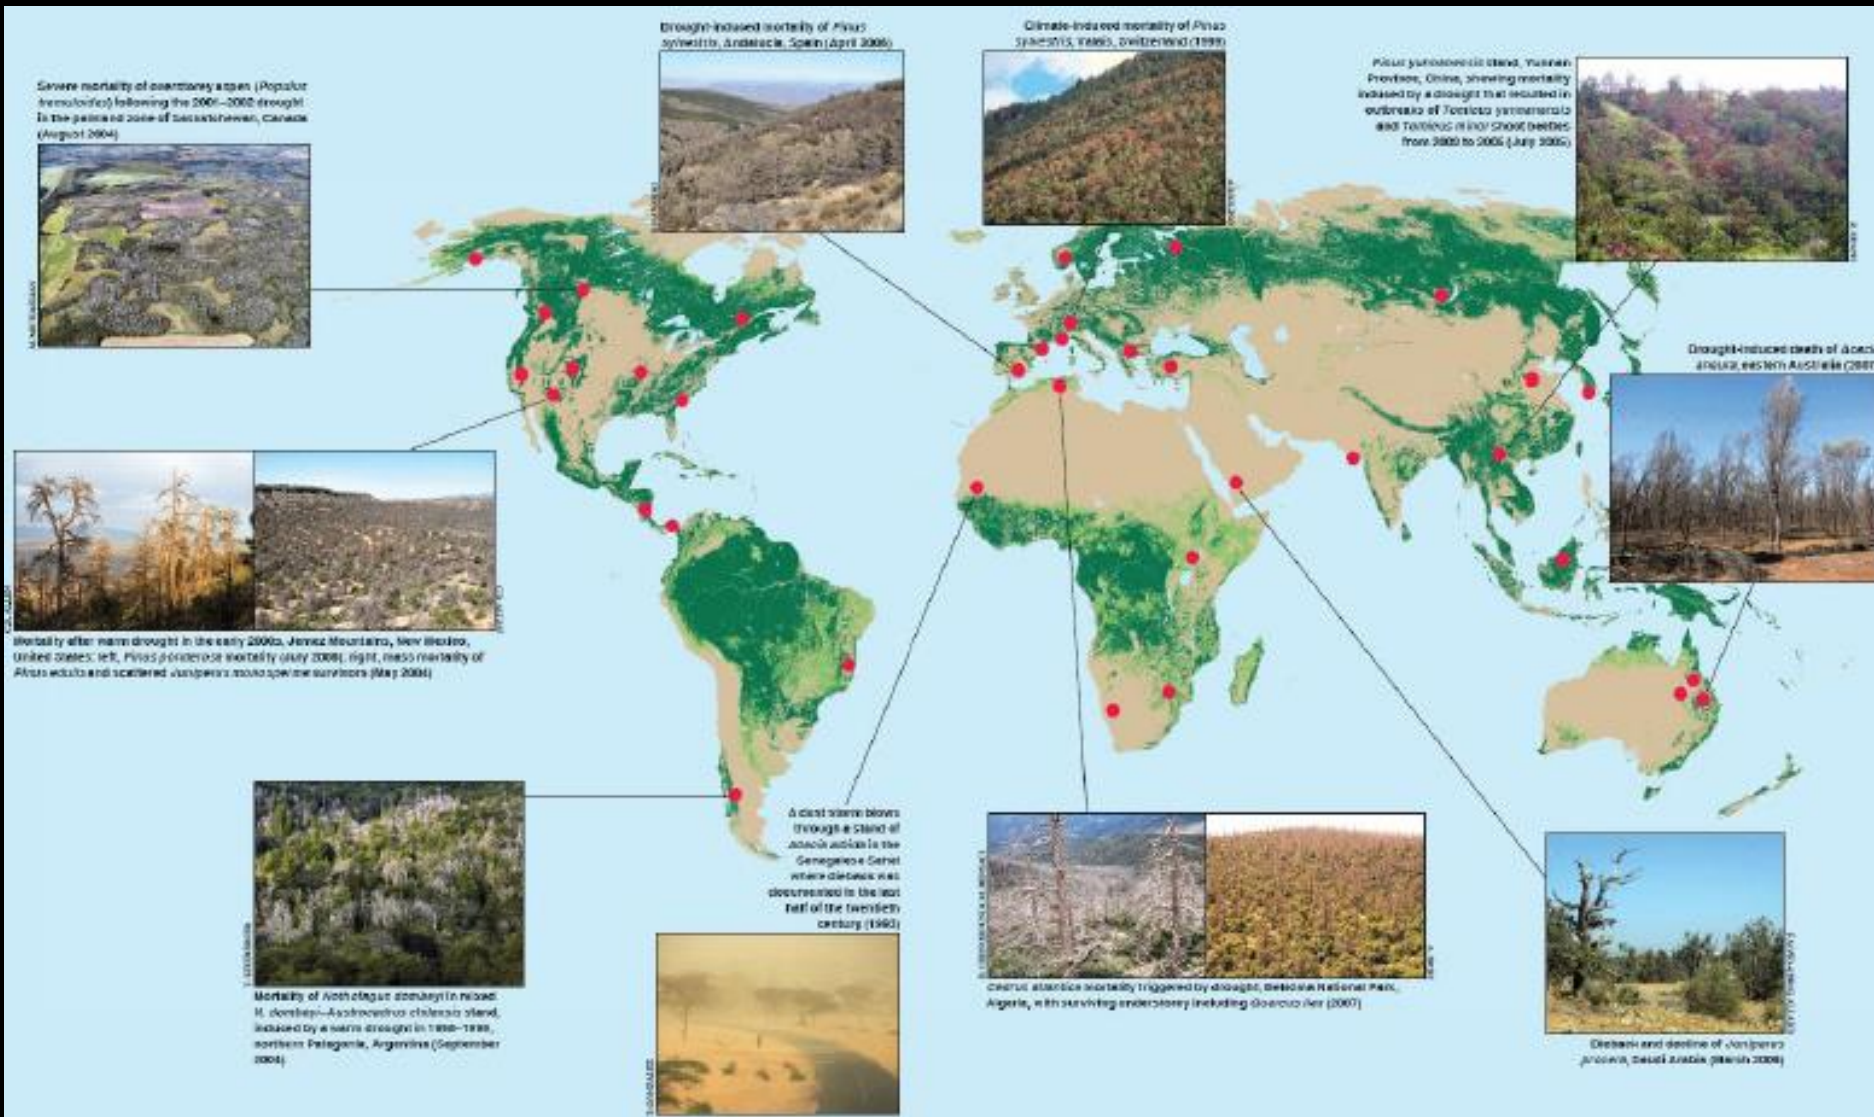 Severe mortality of overstorey aspen (Populus
tremuloides) following the 2001–2002 drought
in the parkland zone of Saskatchewan, Canada
(August 2004)
Drought-induced mortality of Pinus
sylvestris, Andalucia, Spain (April 2006)
Climate-induced mortality of Pinus
sylvestris, Valais, Switzerland (1999)
Pinus yunnanensis stand, Yunnan
Province, China, showing mortality
induced by a drought that resulted in
outbreaks of Tomicus yunnanensis
and Tomicus minor shoot beetles
from 2003 to 2005 (July 2005)
Drought-induced death of
aneura, eastern Australia
Mortality after warm drought in the early 2000s, Jemez Mountains, New Mexico,
United States: left, Pinus ponderosa mortality (July 2006), right, mass mortality of
Pinus edulis and scattered Juniperus monosperma survivors (May 2004)
Mortality of Nothofagus dombeyi in mixed
N. dombeyi–Austrocedrus chilensis stand,
induced by a warm drought in 1998–1999,
northern Patagonia, Argentina (September
2004)
A dust storm blows
through a stand of
Acacia in the
Senegalese Sahel
where dieback was
documented in the last
half of the twentieth
century (1993)
Cedrus atlantica mortality triggered by drought, National Park,
Algeria, with surviving understorey including Quercus ilex (2007)
Dieback and decline of Juniperus
procera, Saudi Arabia (March 2006)